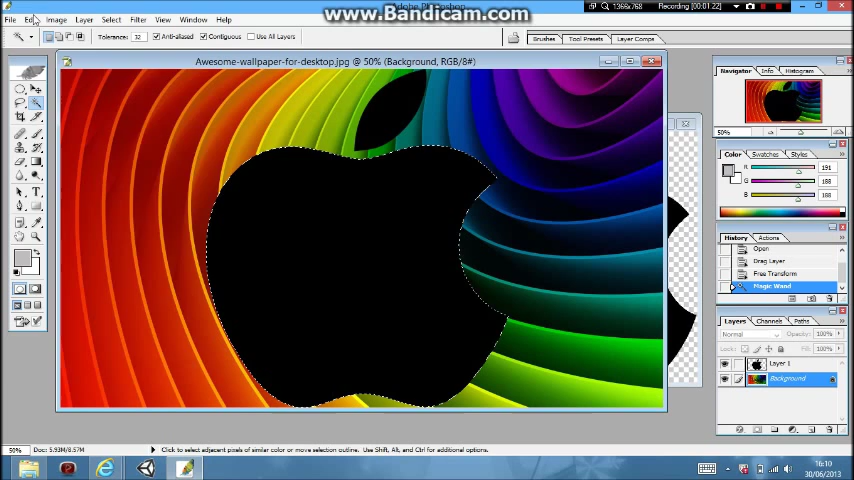 Adobe Photoshop
www.Bandicam.com
1366x768
Recording [00:01:22]
File Edit Image Layer Select Filter View Window Help
Tolerance: 32 Anti-aliased Contiguous Use All Layers
Brushes Tool Presets Layer Comps
Awesome-wallpaper-for-desktop.jpg @ 50% (Background, RGB/8#)
Navigator Info Histogram
50%
Color Swatches Styles
R 191
G 188
B 188
History Actions
Open
Drag Layer
Free Transform
Magic Wand
Layers Channels Paths
Normal Opacity: 100%
Lock: Fill: 100%
Layer 1
Background
50% Doc: 5.93M/8.57M Click to select adjacent pixels of similar color or move selection outline. Use Shift, Alt, and Ctrl for additional options.
16:10
30/06/2013